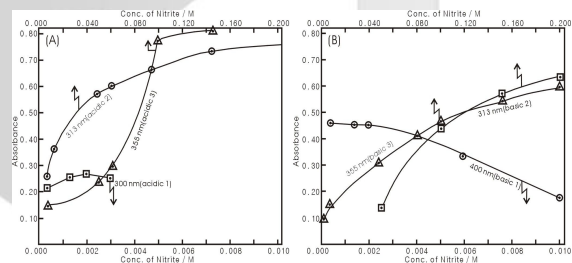 Conc. of Nitrite / M
0.000 0.040 0.080 0.120 0.160 0.200
(A)
0.80
0.70
0.60
0.50
0.40
0.30
0.20
0.10
Absorbance
313 nm(acidic 2)
355 nm(acidic 3)
300 nm(acidic 1)
0.000 0.002 0.004 0.006 0.008 0.010
Conc. of Nitrite / M
Conc. of Nitrite / M
0.000 0.040 0.080 0.120 0.160 0.200
(B)
0.80
0.70
0.60
0.50
0.40
0.30
0.20
0.10
Absorbance
313 nm(basic 2)
355 nm(basic 3)
400 nm(basic 1)
0.000 0.002 0.004 0.006 0.008 0.010
Conc. of Nitrite / M